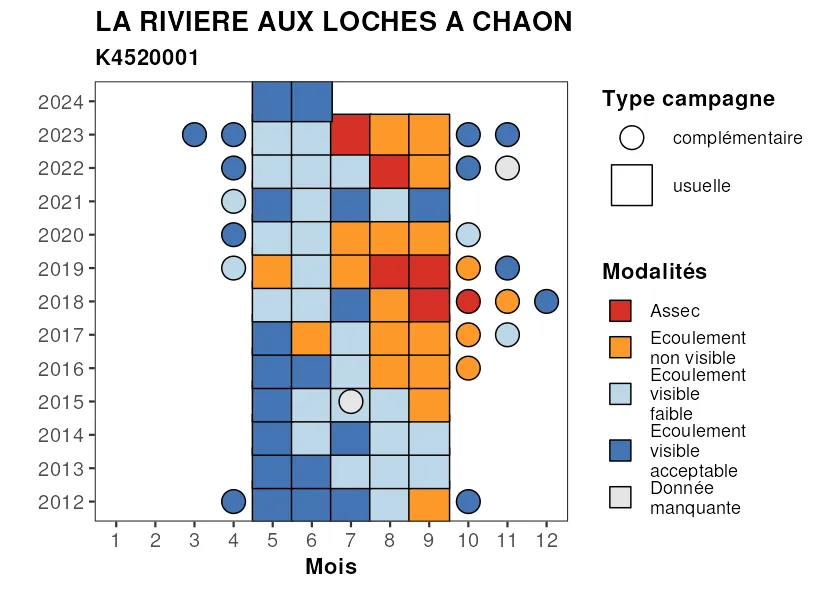 LA RIVIERE AUX LOCHES A CHAON
K4520001
2024
2023
2022
2021
2020
2019
2018
2017
2016
2015
2014
2013
2012
1 2 3 4 5 6 7 8 9 10 11 12
Mois
Type campagne
complémentaire
usuelle
Modalités
Assec
Ecoulement
non visible
Ecoulement
visible
faible
Ecoulement
visible
acceptable
Donnée
manquante